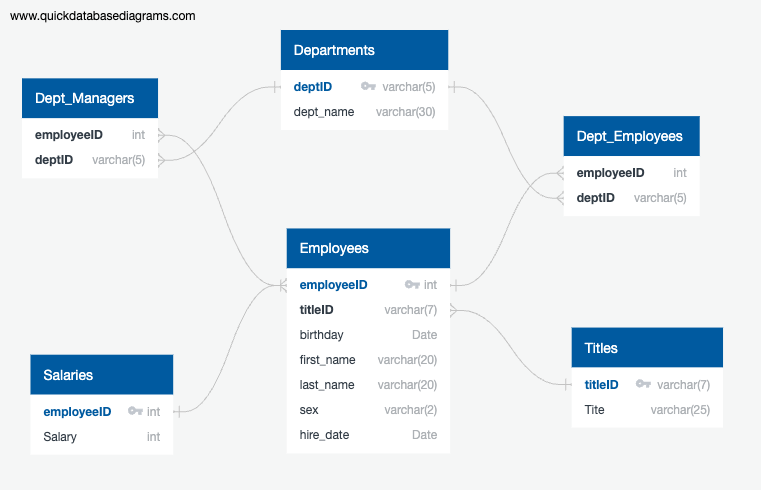 www.quickdatabasediagrams.com
Departments
deptID varchar(5)
dept_name varchar(30)
Dept_Managers
employeeID int
deptID varchar(5)
Dept_Employees
employeeID int
deptID varchar(5)
Employees
employeeID int
titleID varchar(7)
birthday Date
first_name varchar(20)
last_name varchar(20)
sex varchar(2)
hire_date Date
Titles
titleID varchar(7)
Tite varchar(25)
Salaries
employeeID int
Salary int